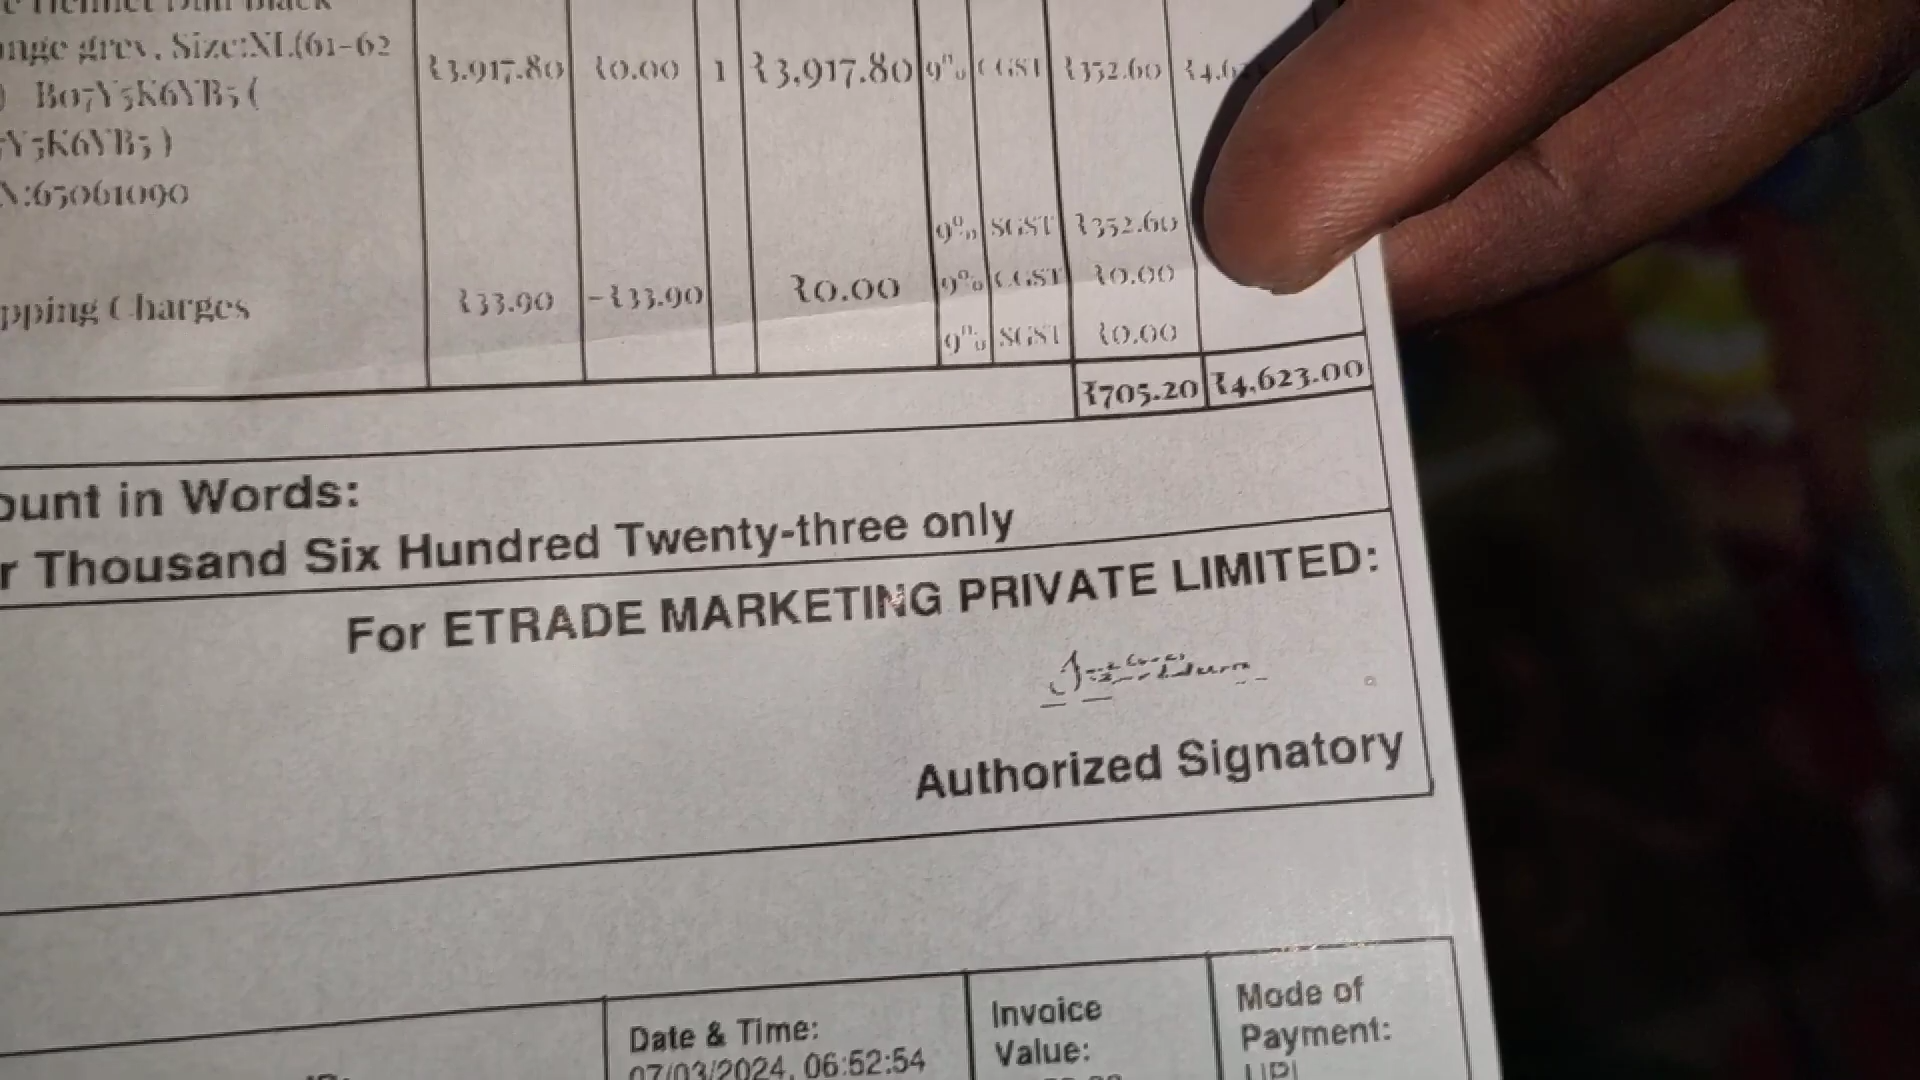 Size:XL(61-62
₹3,917.80 ₹0.00 1 ₹3,917.80 9% CGST ₹352.60
B07Y5K6YB5 (
Y5K6YB5 )
:65061090
9% SGST ₹352.60
pping Charges ₹33.90 -₹33.90 ₹0.00 9% CGST ₹0.00
9% SGST ₹0.00
₹705.20 ₹4,623.00
ount in Words:
r Thousand Six Hundred Twenty-three only
For ETRADE MARKETING PRIVATE LIMITED:
Authorized Signatory
Date & Time:
07/03/2024, 06:52:54
Invoice
Value:
Mode of
Payment:
UPI